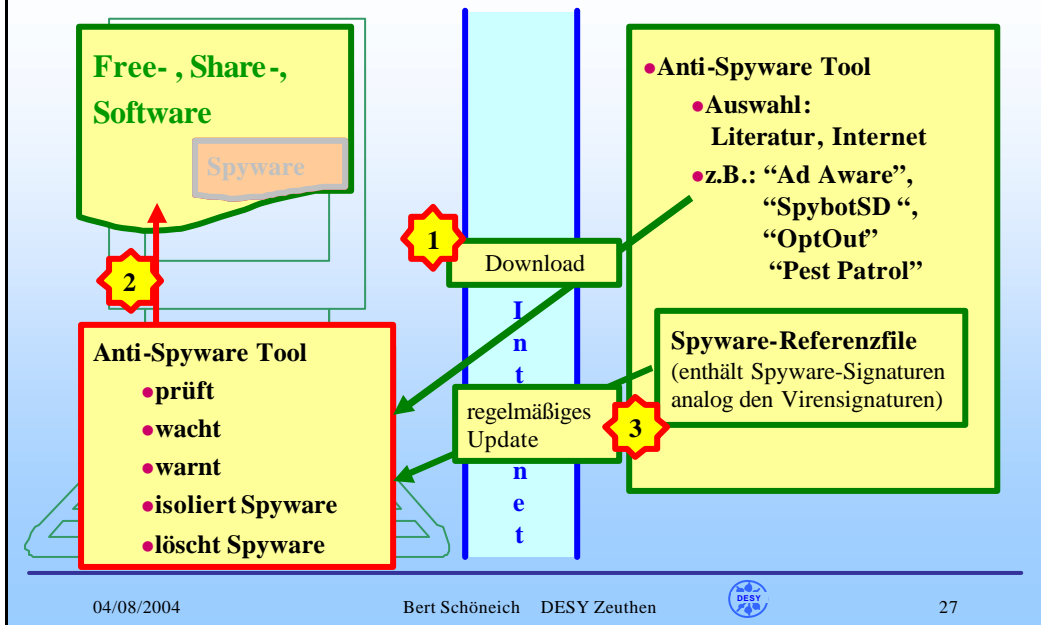 Free- , Share-,
Software
Spyware
2
Anti-Spyware Tool
●prüft
●wacht
●warnt
●isoliert Spyware
●löscht Spyware
1
Download
I
n
t
regelmäßiges
Update
3
n
e
t
●Anti-Spyware Tool
●Auswahl:
Literatur, Internet
●z.B.: “Ad Aware”,
“SpybotSD “,
“OptOut”
“Pest Patrol”
Spyware-Referenzfile
(enthält Spyware-Signaturen
analog den Virensignaturen)
04/08/2004
Bert Schöneich DESY Zeuthen
DESY
27